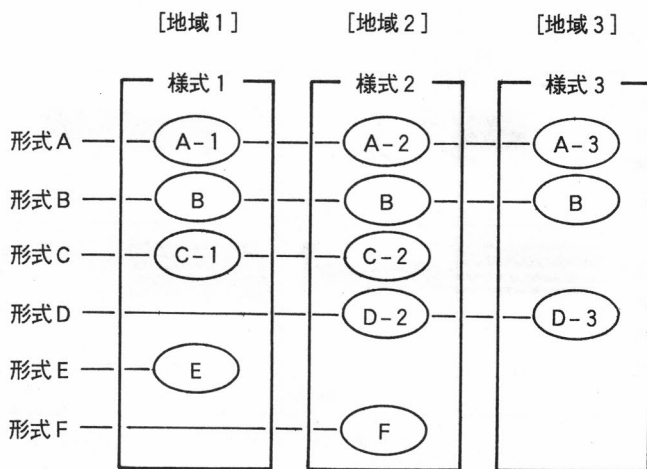 [地域1] [地域2] [地域3]
様式1 様式2 様式3
形式A A-1 A-2 A-3
形式B B B B
形式C C-1 C-2
形式D D-2 D-3
形式E E
形式F F